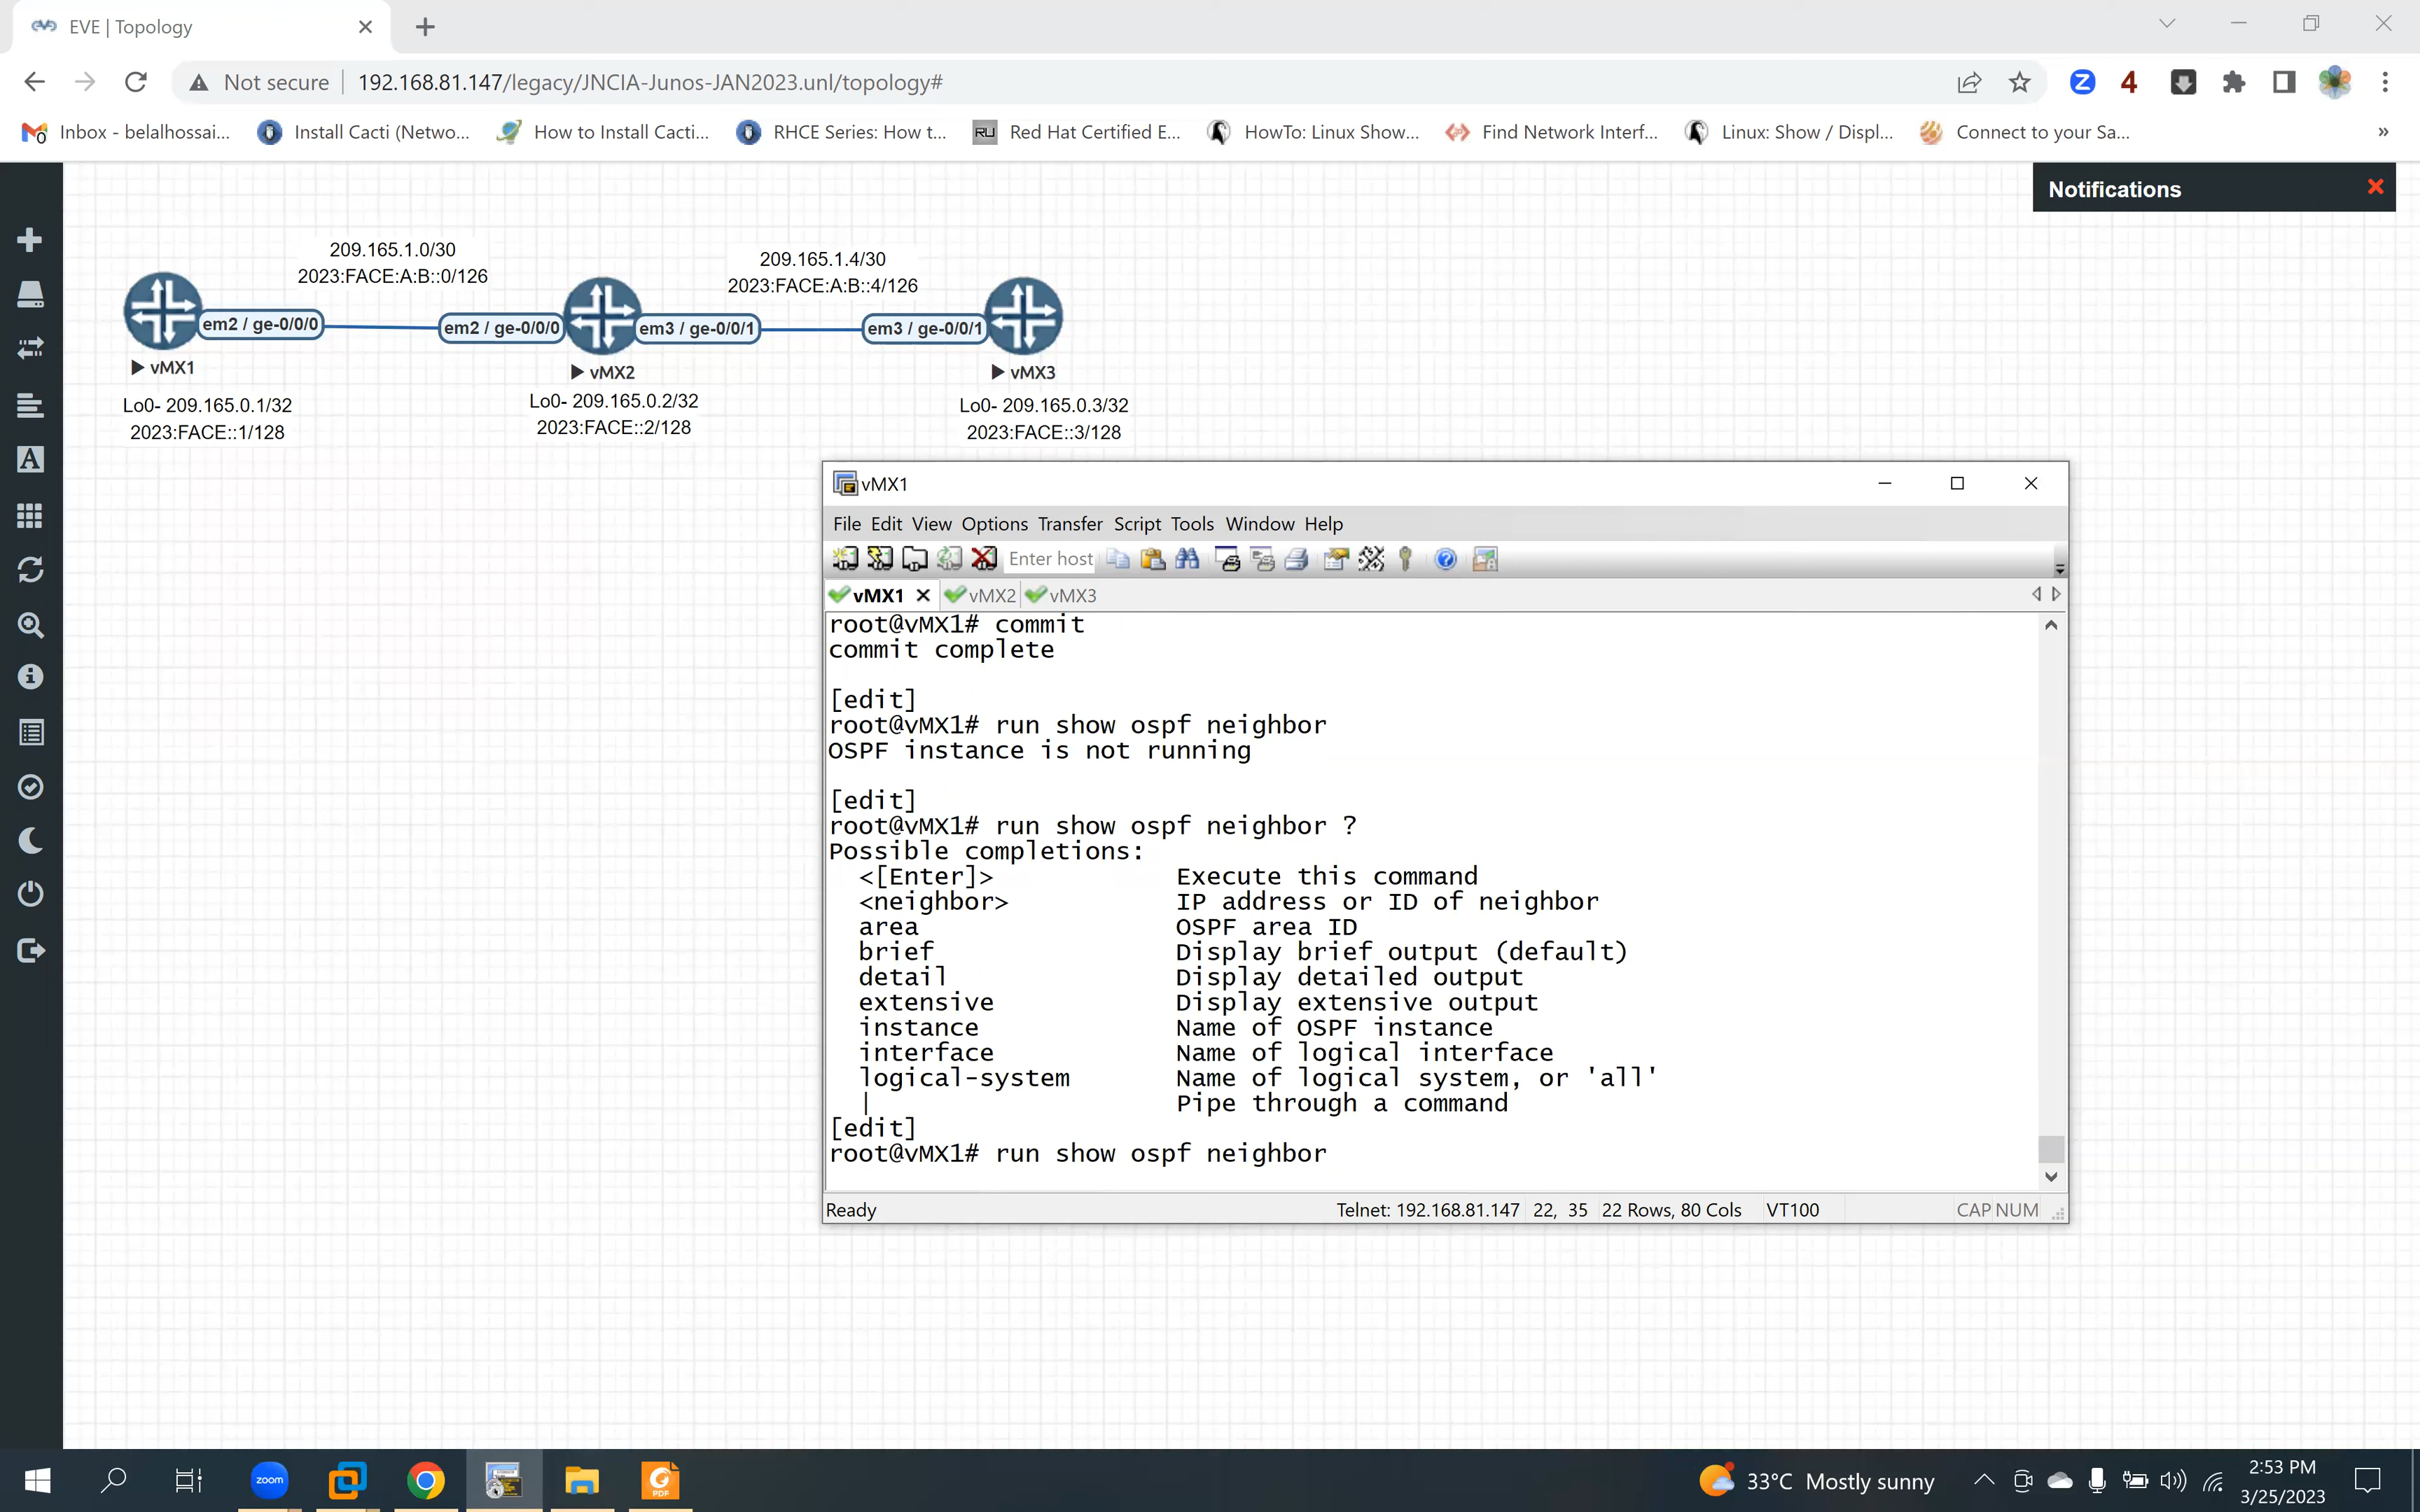 EVE | Topology
Not secure
192.168.81.147/legacy/JNCIA-Junos-JAN2023.unl/topology#
4
Inbox - belalhossai...
Install Cacti (Netwo...
How to Install Cacti...
RHCE Series: How t...
RU
Red Hat Certified E...
HowTo: Linux Show...
Find Network Interf...
Linux: Show / Displ...
Connect to your Sa...
»
Notifications
209.165.1.0/30
2023:FACE:A:B::0/126
209.165.1.4/30
2023:FACE:A:B::4/126
em2 / ge-0/0/0
em2 / ge-0/0/0
em3 / ge-0/0/1
em3 / ge-0/0/1
vMX1
vMX2
vMX3
Lo0- 209.165.0.1/32
2023:FACE::1/128
Lo0- 209.165.0.2/32
2023:FACE::2/128
Lo0- 209.165.0.3/32
2023:FACE::3/128
vMX1
File Edit View Options Transfer Script Tools Window Help
Enter host
vMX1
vMX2
vMX3
root@vMX1# commit
commit complete
[edit]
root@vMX1# run show ospf neighbor
OSPF instance is not running
[edit]
root@vMX1# run show ospf neighbor ?
Possible completions:
<[Enter]> Execute this command
<neighbor> IP address or ID of neighbor
area OSPF area ID
brief Display brief output (default)
detail Display detailed output
extensive Display extensive output
instance Name of OSPF instance
interface Name of logical interface
logical-system Name of logical system, or 'all'
| Pipe through a command
[edit]
root@vMX1# run show ospf neighbor
Ready
Telnet: 192.168.81.147 22, 35 22 Rows, 80 Cols VT100 CAP NUM
zoom
PDF
33°C Mostly sunny
2:53 PM
3/25/2023